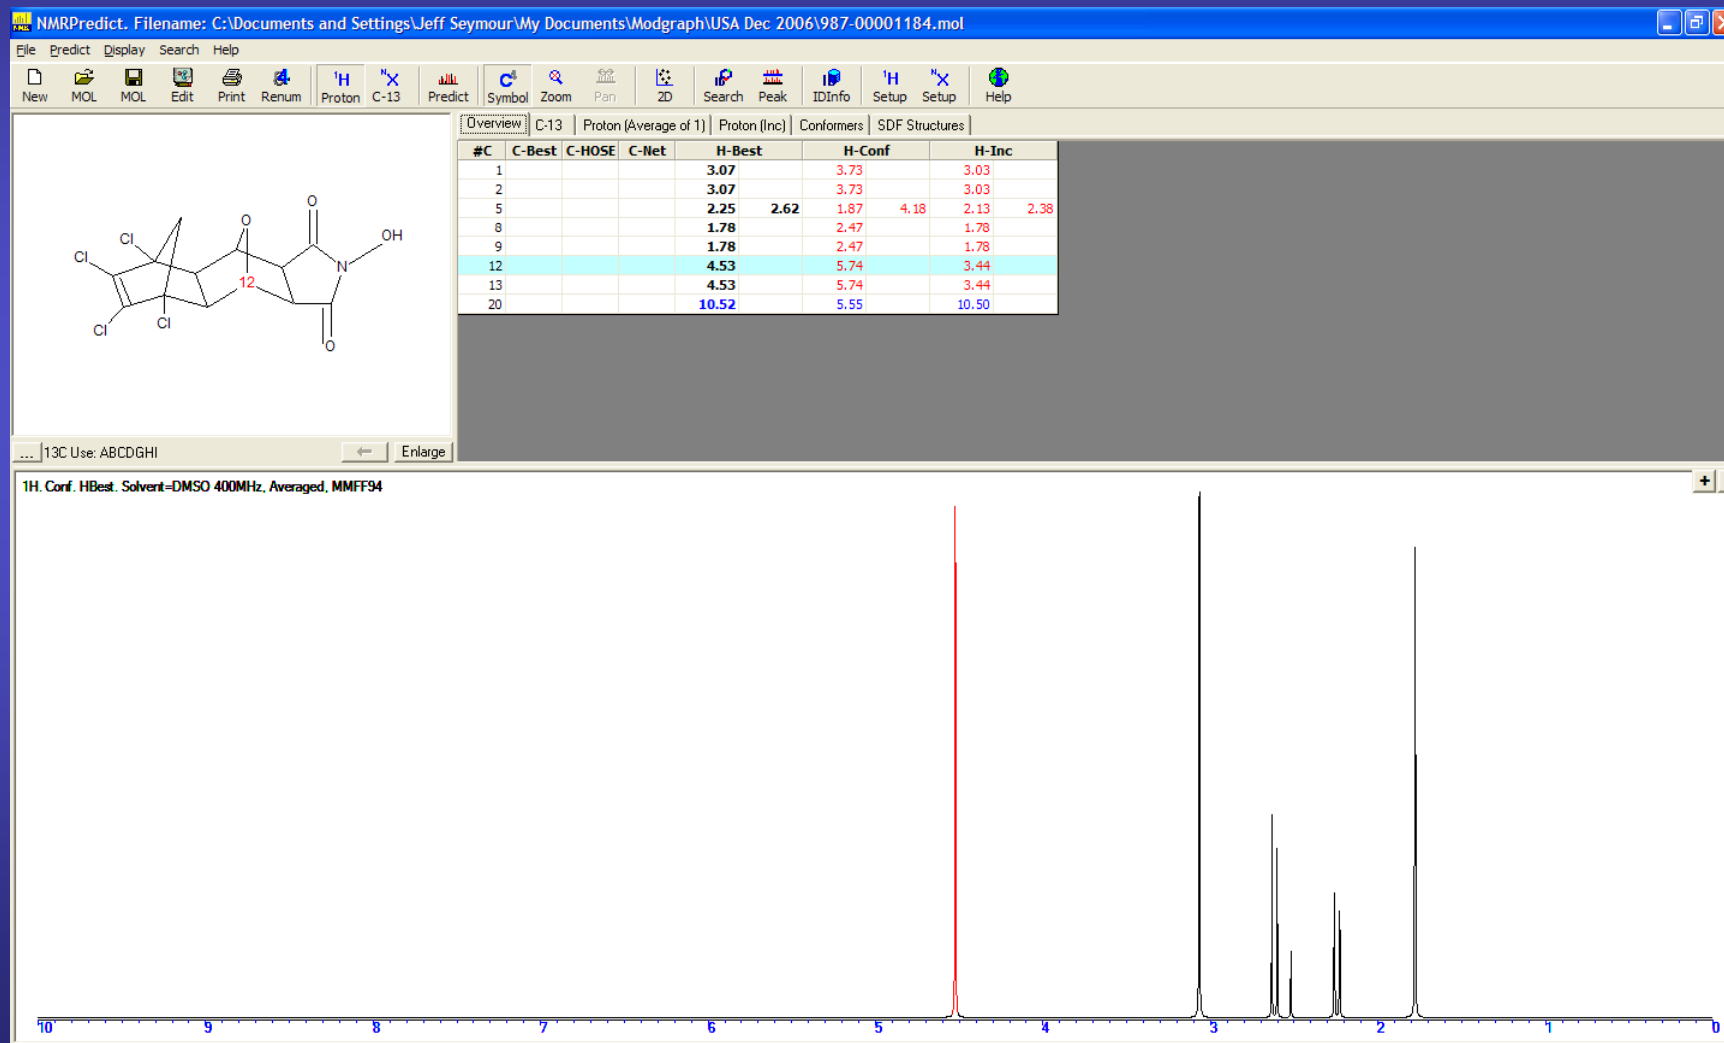 NMRPredict. Filename: C:\Documents and Settings\Jeff Seymour\My Documents\Modgraph\USA Dec 2006\987-00001184.mol
File Predict Display Search Help
¹H ᴺX C⁴ ¹H ᴺX
New MOL MOL Edit Print Renum Proton C-13 Predict Symbol Zoom Pan 2D Search Peak IDInfo Setup Setup Help
Overview C-13 Proton (Average of 1) Proton (Inc) Conformers SDF Structures
#C C-Best C-HOSE C-Net H-Best H-Conf H-Inc
1 3.07 3.73 3.03
2 3.07 3.73 3.03
5 2.25 2.62 1.87 4.18 2.13 2.38
8 1.78 2.47 1.78
9 1.78 2.47 1.78
12 4.53 5.74 3.44
13 4.53 5.74 3.44
20 10.52 5.55 10.50
O
O
Cl
OH
Cl
N
12
Cl
Cl
O
... 13C Use: ABCDGHI Enlarge
1H. Conf. HBest. Solvent=DMSO 400MHz, Averaged, MMFF94
+
10 9 8 7 6 5 4 3 2 1 0